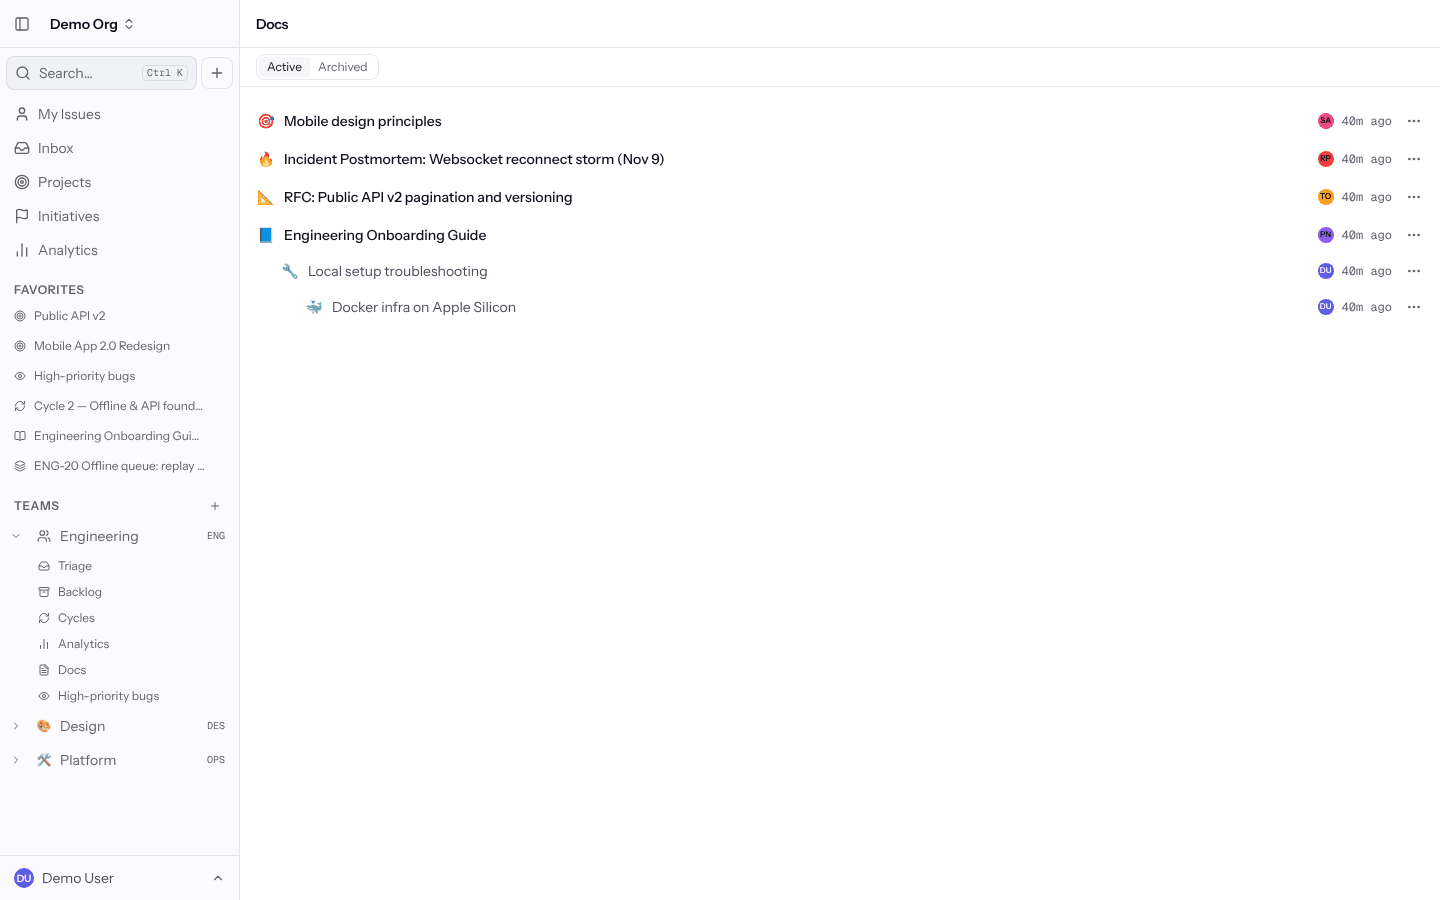 Demo Org
Search...
Ctrl K
My Issues
Inbox
Projects
Initiatives
Analytics
FAVORITES
Public API v2
Mobile App 2.0 Redesign
High-priority bugs
Cycle 2 — Offline & API found...
Engineering Onboarding Gui...
ENG-20 Offline queue: replay ...
TEAMS
Engineering ENG
Triage
Backlog
Cycles
Analytics
Docs
High-priority bugs
Design DES
Platform OPS
DU Demo User
Docs
Active Archived
Mobile design principles SA 40m ago
Incident Postmortem: Websocket reconnect storm (Nov 9) RP 40m ago
RFC: Public API v2 pagination and versioning TO 40m ago
Engineering Onboarding Guide PN 40m ago
Local setup troubleshooting DU 40m ago
Docker infra on Apple Silicon DU 40m ago